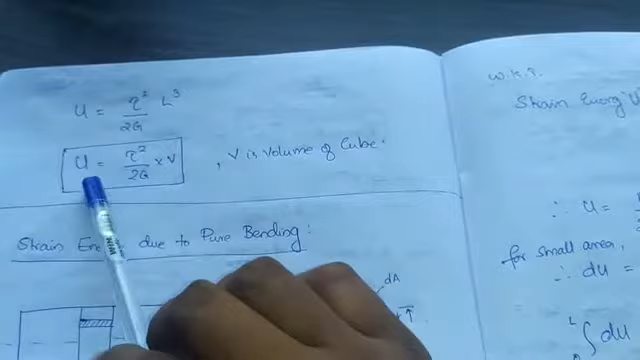 U = τ²/2G L³
U = τ²/2G × V , V is Volume of Cube.
Strain due to Pure Bending:
dA
W.K.T.
Strain Energy U
∴ U =
for small area,
∴ du =
∫ du
L